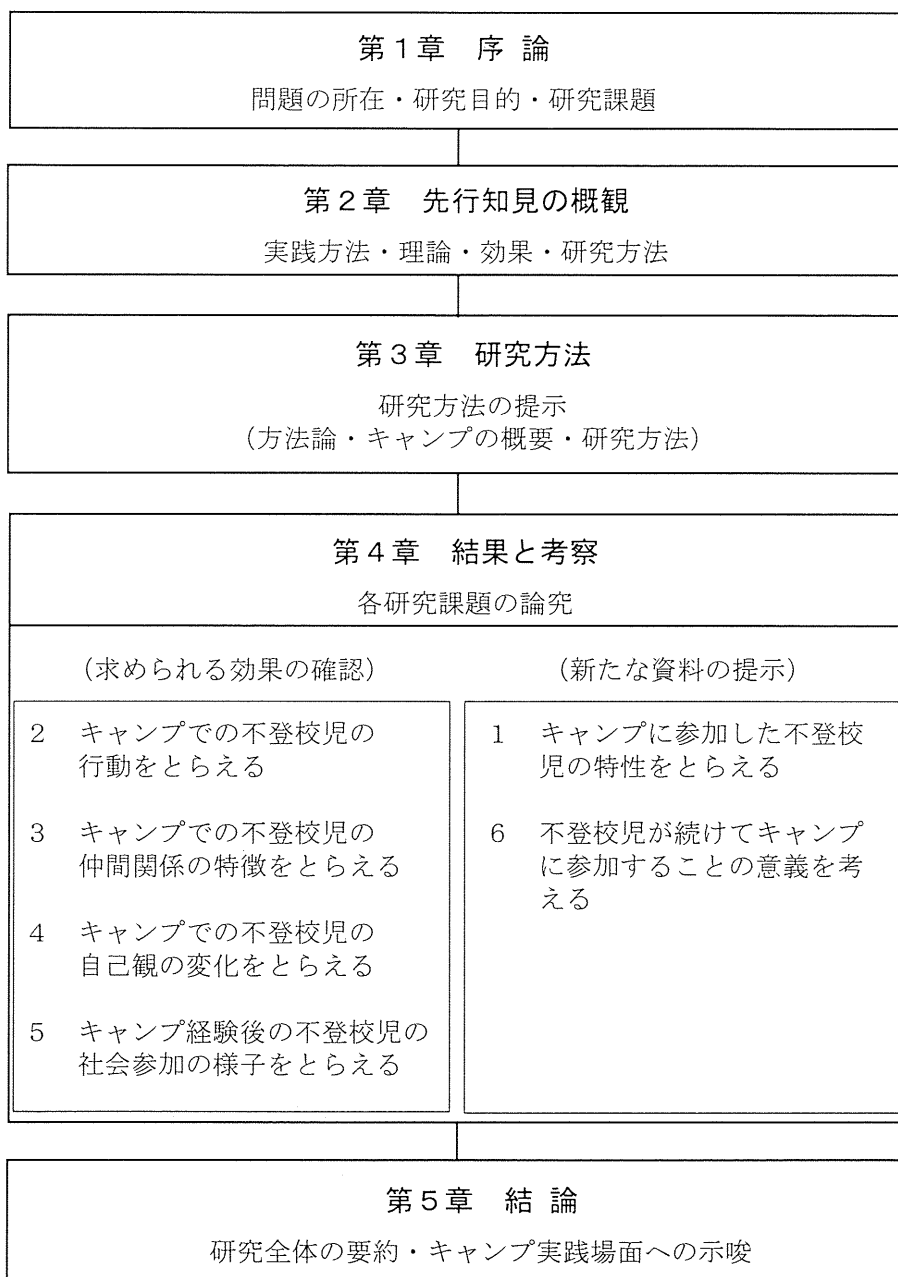 第1章 序 論
問題の所在・研究目的・研究課題
第2章 先行知見の概観
実践方法・理論・効果・研究方法
第3章 研究方法
研究方法の提示
(方法論・キャンプの概要・研究方法)
第4章 結果と考察
各研究課題の論究
(求められる効果の確認)
2 キャンプでの不登校児の
行動をとらえる
3 キャンプでの不登校児の
仲間関係の特徴をとらえる
4 キャンプでの不登校児の
自己観の変化をとらえる
5 キャンプ経験後の不登校児の
社会参加の様子をとらえる
(新たな資料の提示)
1 キャンプに参加した不登校
児の特性をとらえる
6 不登校児が続けてキャンプ
に参加することの意義を考
える
第5章 結 論
研究全体の要約・キャンプ実践場面への示唆